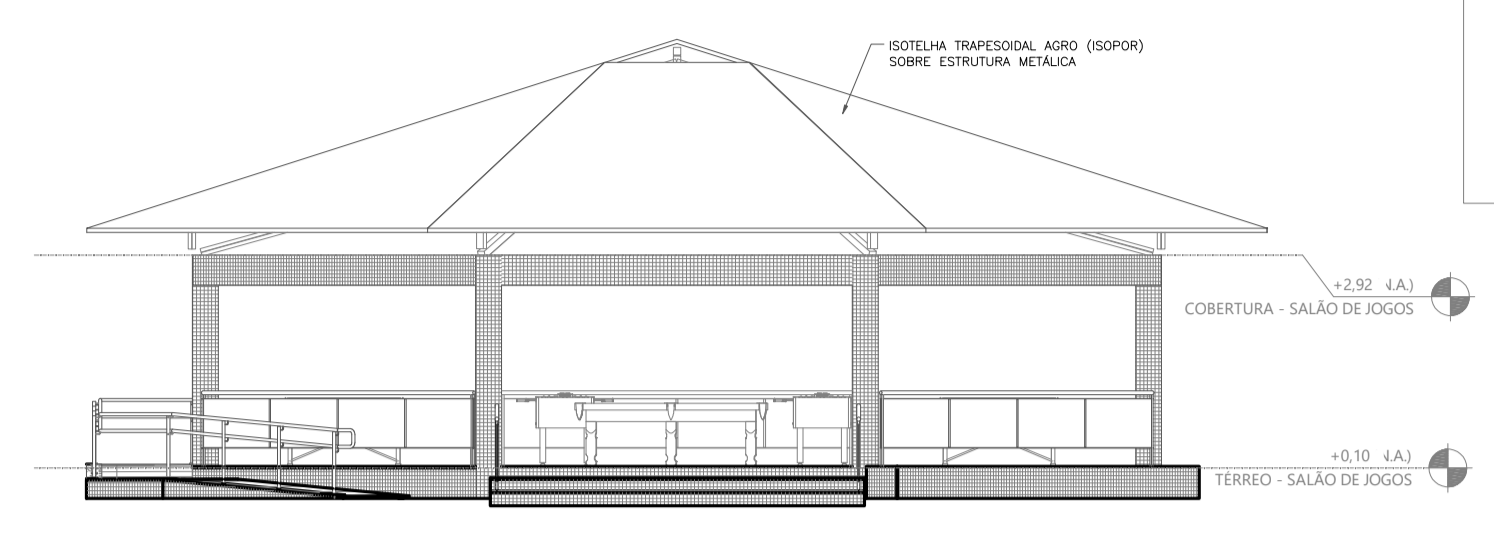 ISOTELHA TRAPESOIDAL AGRO (ISOPOR)
SOBRE ESTRUTURA METÁLICA
+2,92
COBERTURA - SALÃO DE JOGOS
+0,10
TÉRREO - SALÃO DE JOGOS